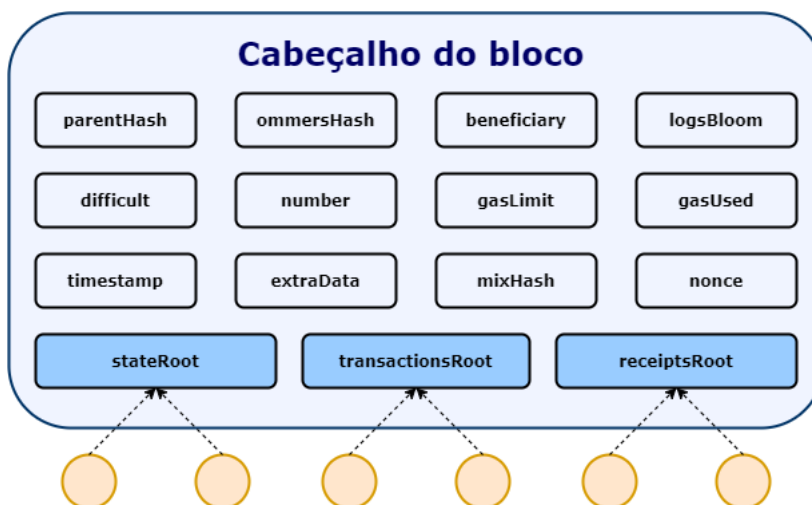 Cabeçalho do bloco
parentHash ommersHash beneficiary logsBloom
difficult number gasLimit gasUsed
timestamp extraData mixHash nonce
stateRoot transactionsRoot receiptsRoot